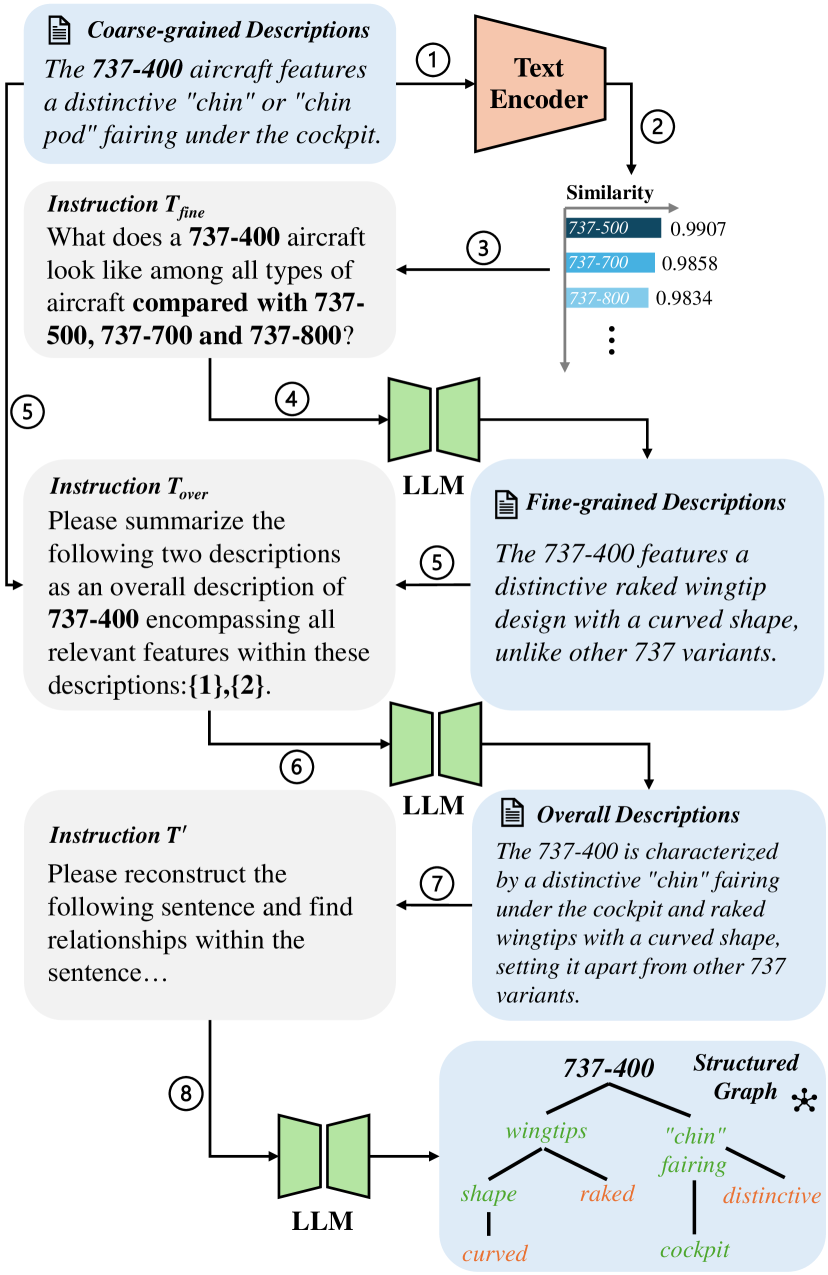 Coarse-grained Descriptions
The 737-400 aircraft features
a distinctive "chin" or "chin
pod" fairing under the cockpit.
①
Text
Encoder
②
Similarity
737-500 0.9907
737-700 0.9858
737-800 0.9834
Instruction T_fine
What does a 737-400 aircraft
look like among all types of
aircraft compared with 737-
500, 737-700 and 737-800?
③
④
LLM
⑤
Instruction T_over
Please summarize the
following two descriptions
as an overall description of
737-400 encompassing all
relevant features within these
descriptions:{1},{2}.
⑤
Fine-grained Descriptions
The 737-400 features a
distinctive raked wingtip
design with a curved shape,
unlike other 737 variants.
⑥
LLM
Instruction T'
Please reconstruct the
following sentence and find
relationships within the
sentence…
⑦
Overall Descriptions
The 737-400 is characterized
by a distinctive "chin" fairing
under the cockpit and raked
wingtips with a curved shape,
setting it apart from other 737
variants.
⑧
LLM
737-400
Structured
Graph
wingtips
"chin"
fairing
shape
raked
distinctive
curved
cockpit